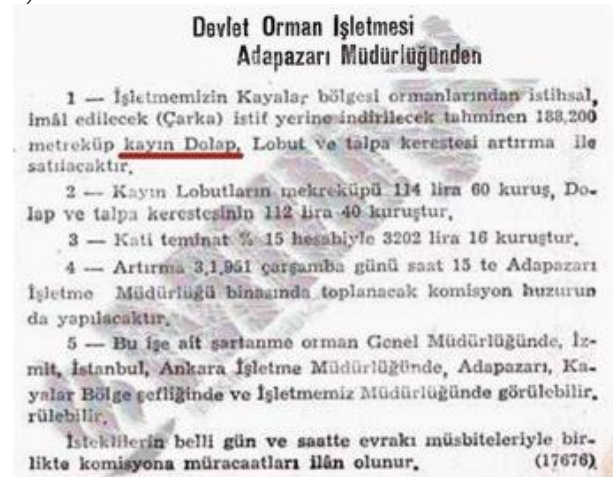 Devlet Orman İşletmesi
Adapazarı Müdürlüğünden
1 — İşletmemizin Kayalar bölgesi ormanlarından istihsal,
imâl edilecek (Çarka) istif yerine indirilecek tahminen 188,200
metreküp kayın Dolap, Lobut ve talpa kerestesi artırma ile
satılacaktır.
2 — Kayın Lobutların mekreküpü 114 lira 60 kuruş, Do-
lap ve talpa kerestesinin 112 lira 40 kuruştur.
3 — Kati teminat % 15 hesabiyle 3202 lira 16 kuruştur.
4 — Artırma 3,1,951 çarşamba günü saat 15 te Adapazarı
İşletme Müdürlüğü binasında toplanacak komisyon huzurun
da yapılacaktır.
5 — Bu işe ait şartanme orman Genel Müdürlüğünde, İz-
mit, İstanbul, Ankara İşletme Müdürlüğünde, Adapazarı, Ka-
yalar Bölge şefliğinde ve İşletmemiz Müdürlüğünde görülebilir.
rülebilir.
İsteklilerin belli gün ve saatte evrakı müsbiteleriyle bir-
likte komisyona müracaatları ilân olunur. (17676)